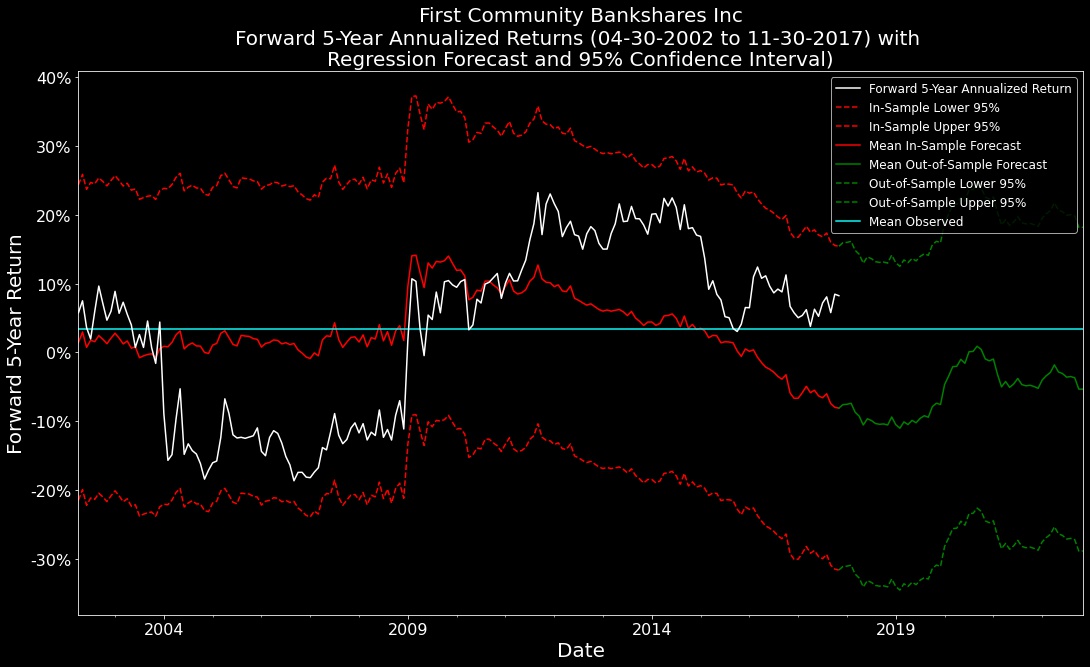 First Community Bankshares Inc
Forward 5-Year Annualized Returns (04-30-2002 to 11-30-2017) with
Regression Forecast and 95% Confidence Interval)
Forward 5-Year Return
40%
30%
20%
10%
0%
-10%
-20%
-30%
Forward 5-Year Annualized Return
In-Sample Lower 95%
In-Sample Upper 95%
Mean In-Sample Forecast
Mean Out-of-Sample Forecast
Out-of-Sample Lower 95%
Out-of-Sample Upper 95%
Mean Observed
2004
2009
2014
2019
Date